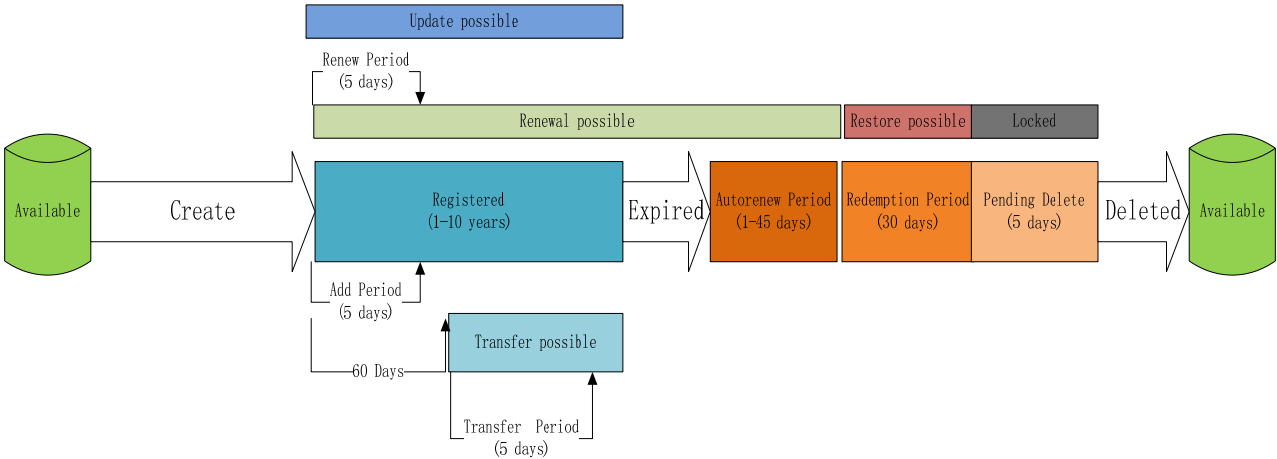 Update possible
Renew Period
(5 days)
Renewal possible
Restore possible
Locked
Available
Create
Registered
(1-10 years)
Expired
Autorenew Period
(1-45 days)
Redemption Period
(30 days)
Pending Delete
(5 days)
Deleted
Available
Add Period
(5 days)
Transfer possible
60 Days
Transfer Period
(5 days)